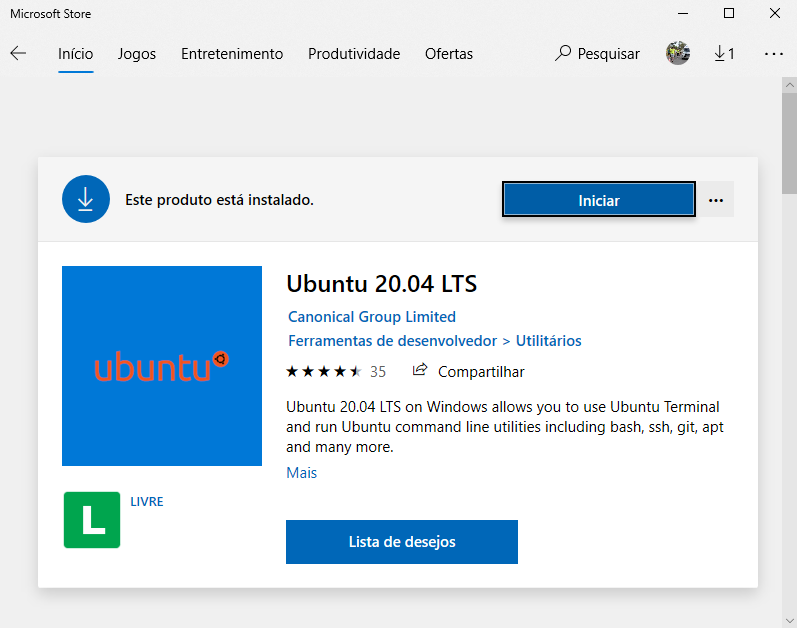 Microsoft Store
Início Jogos Entretenimento Produtividade Ofertas Pesquisar 1
Este produto está instalado. Iniciar
ubuntu
Ubuntu 20.04 LTS
Canonical Group Limited
Ferramentas de desenvolvedor > Utilitários
35 Compartilhar
Ubuntu 20.04 LTS on Windows allows you to use Ubuntu Terminal
and run Ubuntu command line utilities including bash, ssh, git, apt
and many more.
Mais
L LIVRE
Lista de desejos